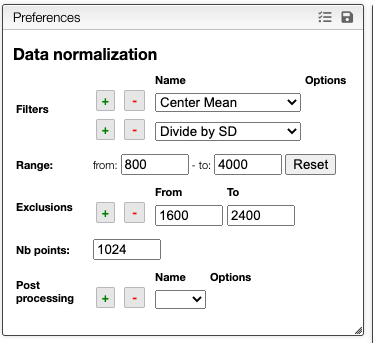 Preferences
Data normalization
Name Options
Filters + - Center Mean
+ - Divide by SD
Range: from: 800 - to: 4000 Reset
From To
Exclusions + - 1600 2400
Nb points: 1024
Name Options
Post processing + -